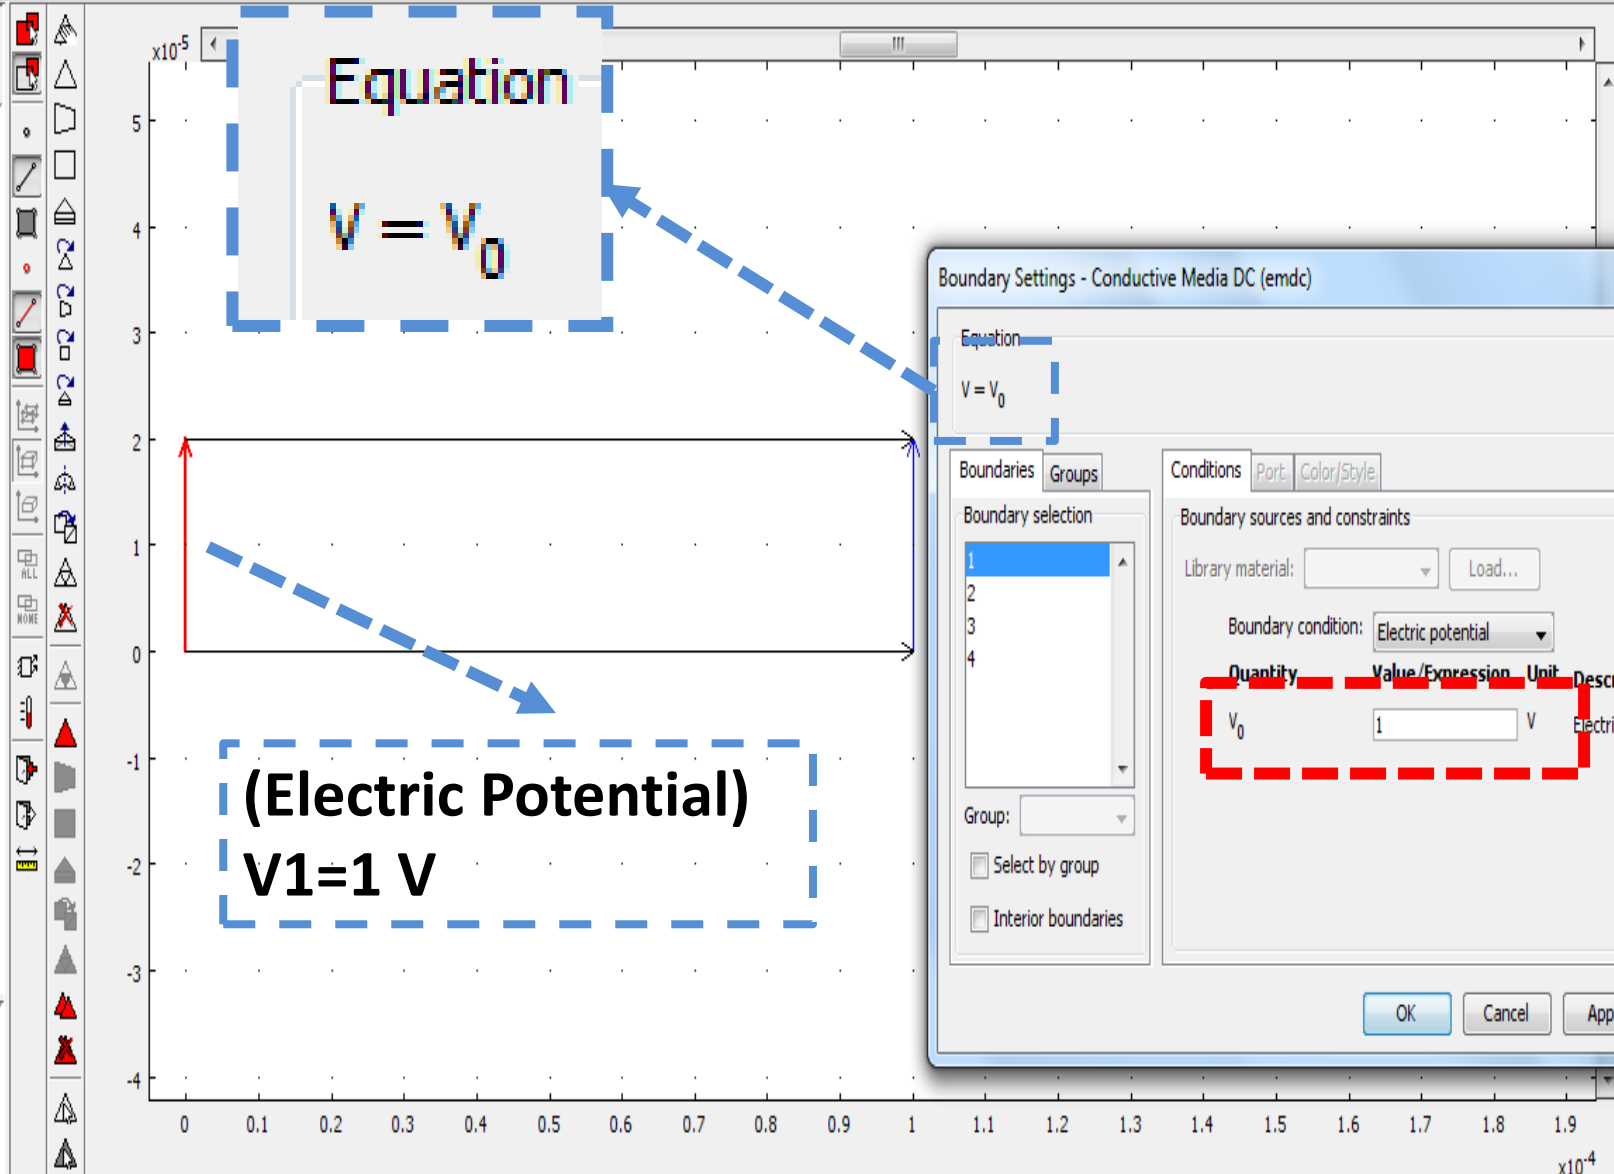 x10-5
Equation
V = V0
5
4
3
2
1
0
-1
-2
-3
-4
ALL
NONE
(Electric Potential)
V1=1 V
Boundary Settings - Conductive Media DC (emdc)
Equation
V = V0
Boundaries Groups
Boundary selection
1
2
3
4
Group:
Select by group
Interior boundaries
Conditions Port Color/Style
Boundary sources and constraints
Library material: Load...
Boundary condition: Electric potential
Quantity Value/Expression Unit Descr
V0 1 V Electri
OK Cancel App
0 0.1 0.2 0.3 0.4 0.5 0.6 0.7 0.8 0.9 1 1.1 1.2 1.3 1.4 1.5 1.6 1.7 1.8 1.9
x10-4